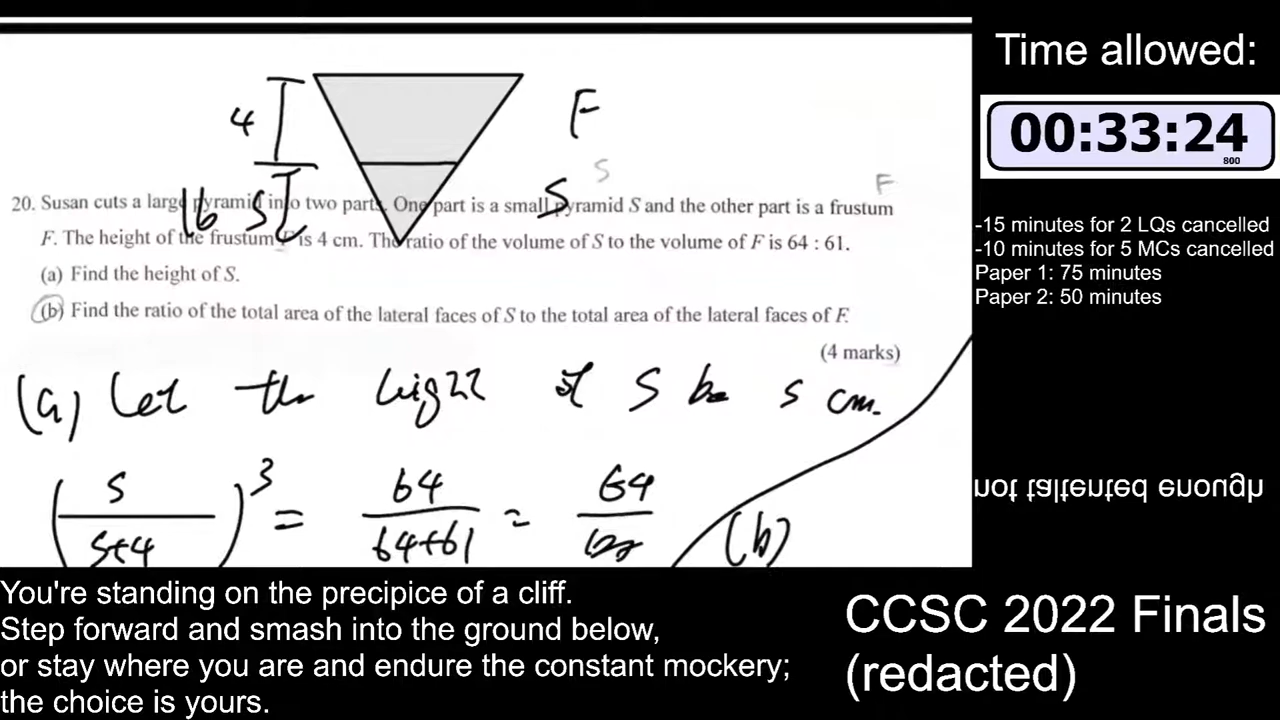 Time allowed:
00:33:24
800
-15 minutes for 2 LQs cancelled
-10 minutes for 5 MCs cancelled
Paper 1: 75 minutes
Paper 2: 50 minutes
4
F
S
F
16 s
S
20. Susan cuts a large pyramid into two parts. One part is a small pyramid S and the other part is a frustum
F. The height of the frustum F is 4 cm. The ratio of the volume of S to the volume of F is 64 : 61.
(a) Find the height of S.
(b) Find the ratio of the total area of the lateral faces of S to the total area of the lateral faces of F.
(4 marks)
(a) Let the hight of S be s cm.
(s / s+4)^3 = 64 / 64+61 = 64 / 125
(b)
not taltented enough
You're standing on the precipice of a cliff.
Step forward and smash into the ground below,
or stay where you are and endure the constant mockery;
the choice is yours.
CCSC 2022 Finals
(redacted)